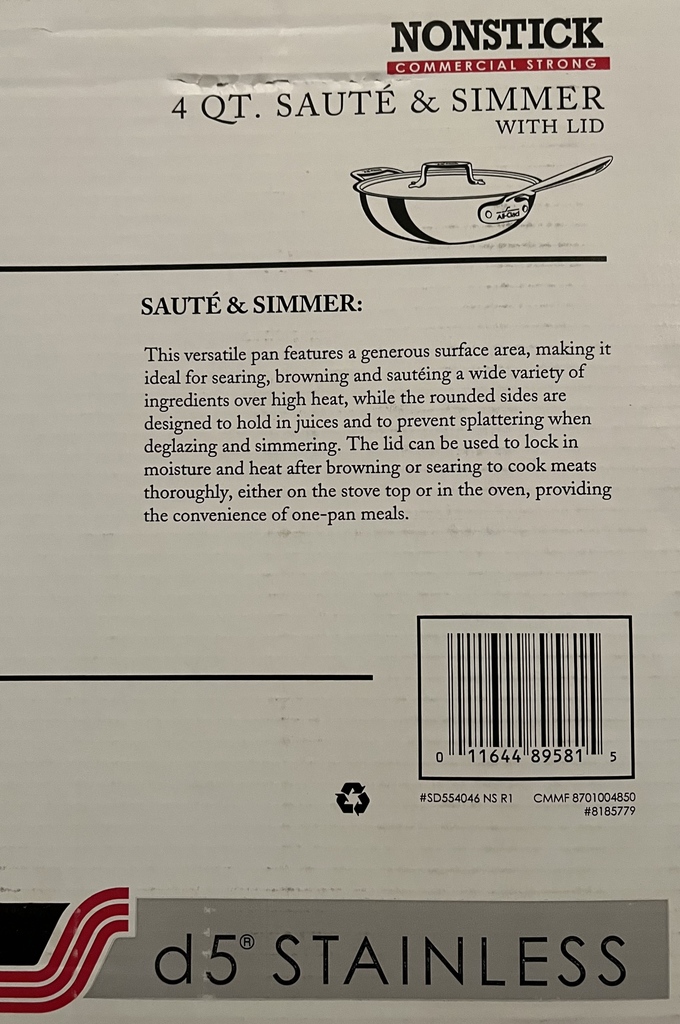 NONSTICK
COMMERCIAL STRONG
4 QT. SAUTÉ & SIMMER
WITH LID
All-Clad
SAUTÉ & SIMMER:
This versatile pan features a generous surface area, making it
ideal for searing, browning and sautéing a wide variety of
ingredients over high heat, while the rounded sides are
designed to hold in juices and to prevent splattering when
deglazing and simmering. The lid can be used to lock in
moisture and heat after browning or searing to cook meats
thoroughly, either on the stove top or in the oven, providing
the convenience of one-pan meals.
0 11644 89581 5
#SD554046 NS R1 CMMF 8701004850
#8185779
d5® STAINLESS